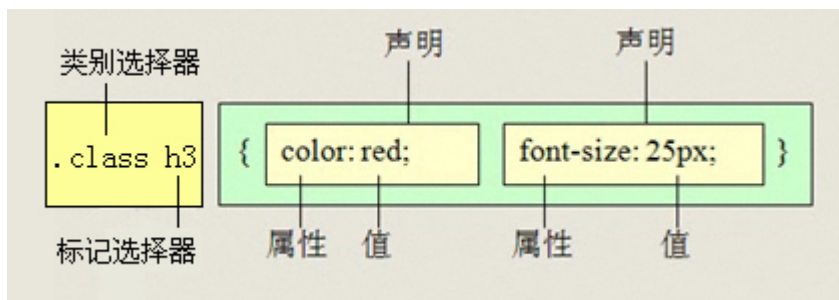 声明 声明
类别选择器
.class h3 { color: red; font-size: 25px; }
标记选择器 属性 值 属性 值